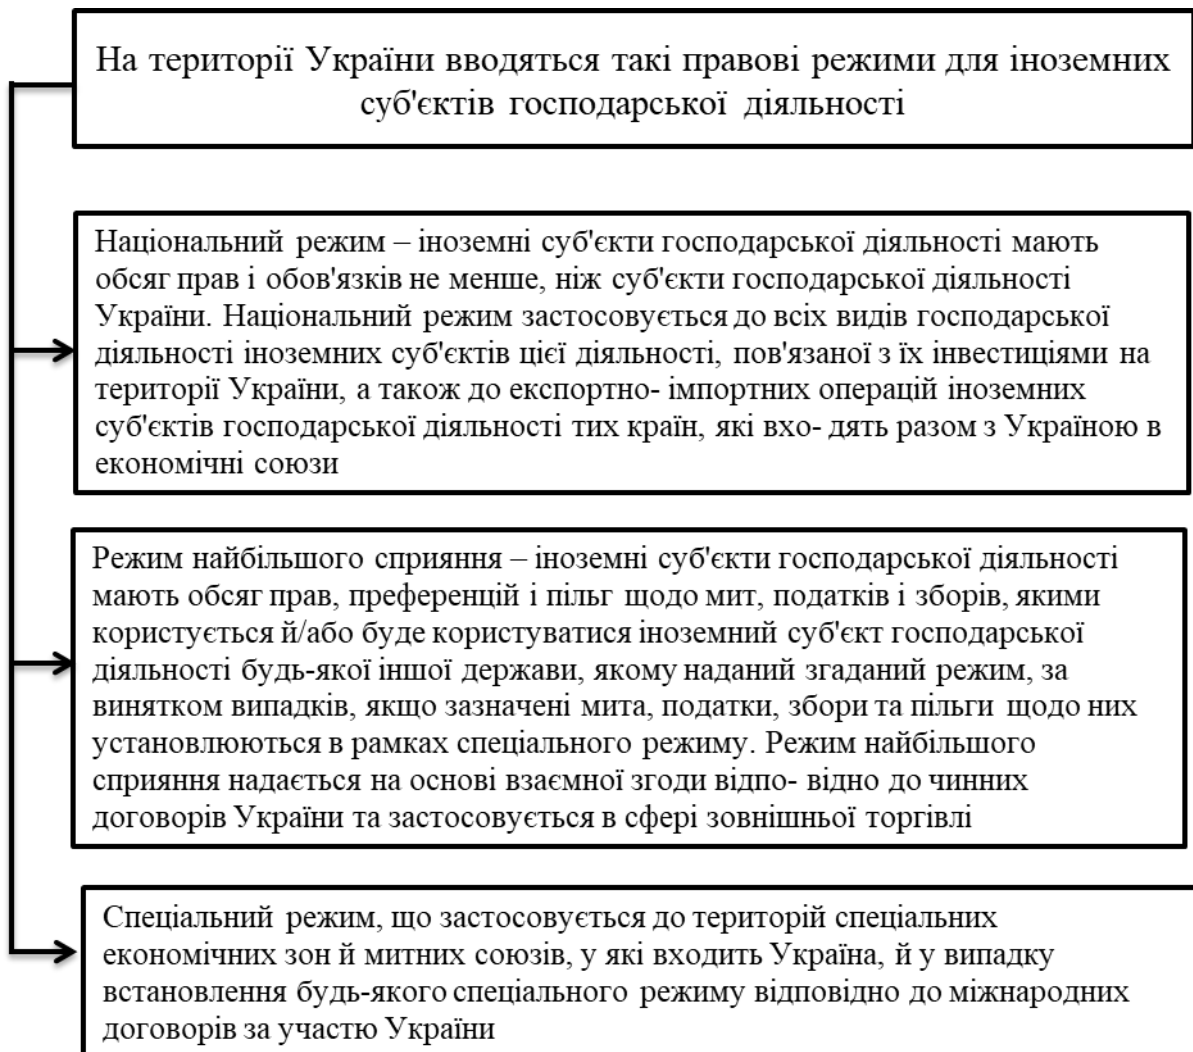 На території України вводяться такі правові режими для іноземних
суб'єктів господарської діяльності
Національний режим – іноземні суб'єкти господарської діяльності мають
обсяг прав і обов'язків не менше, ніж суб'єкти господарської діяльності
України. Національний режим застосовується до всіх видів господарської
діяльності іноземних суб'єктів цієї діяльності, пов'язаної з їх інвестиціями на
території України, а також до експортно- імпортних операцій іноземних
суб'єктів господарської діяльності тих країн, які вхо- дять разом з Україною в
економічні союзи
Режим найбільшого сприяння – іноземні суб'єкти господарської діяльності
мають обсяг прав, преференцій і пільг щодо мит, податків і зборів, якими
користується й/або буде користуватися іноземний суб'єкт господарської
діяльності будь-якої іншої держави, якому наданий згаданий режим, за
винятком випадків, якщо зазначені мита, податки, збори та пільги щодо них
установлюються в рамках спеціального режиму. Режим найбільшого
сприяння надається на основі взаємної згоди відпо- відно до чинних
договорів України та застосовується в сфері зовнішньої торгівлі
Спеціальний режим, що застосовується до територій спеціальних
економічних зон й митних союзів, у які входить Україна, й у випадку
встановлення будь-якого спеціального режиму відповідно до міжнародних
договорів за участю України